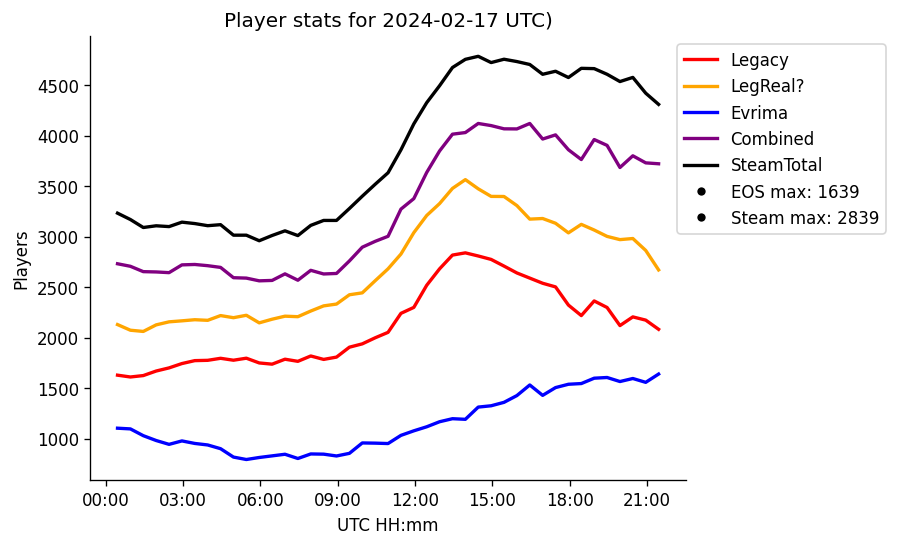 Player stats for 2024-02-17 UTC)
Players
4500
4000
3500
3000
2500
2000
1500
1000
00:00 03:00 06:00 09:00 12:00 15:00 18:00 21:00
UTC HH:mm
Legacy
LegReal?
Evrima
Combined
SteamTotal
EOS max: 1639
Steam max: 2839